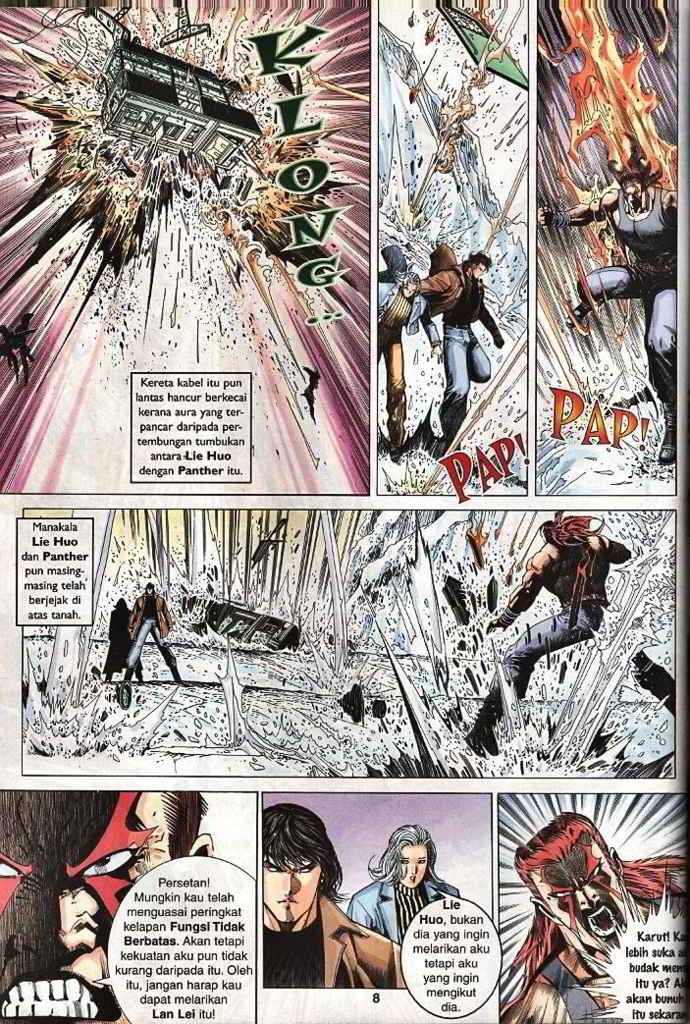 KLONG..
Kereta kabel itu pun
lantas hancur berkecai
kerana aura yang ter-
pancar daripada per-
tembungan tumbukan
antara Lie Huo
dengan Panther itu.
PAP!
PAP!
Manakala
Lie Huo
dan Panther
pun masing-
masing telah
berjejak di
atas tanah.
Persetan!
Mungkin kau telah
menguasai peringkat
kelapan Fungsi Tidak
Berbatas. Akan tetapi
kekuatan aku pun tidak
kurang daripada itu. Oleh
itu, jangan harap kau
dapat melarikan
Lan Lei itu!
Lie
Huo, bukan
dia yang ingin
melarikan aku
tetapi aku
yang ingin
mengikut
dia.
Karut!
lebih suka
budak
Itu ya?
akan bunuh
itu sekaran
8